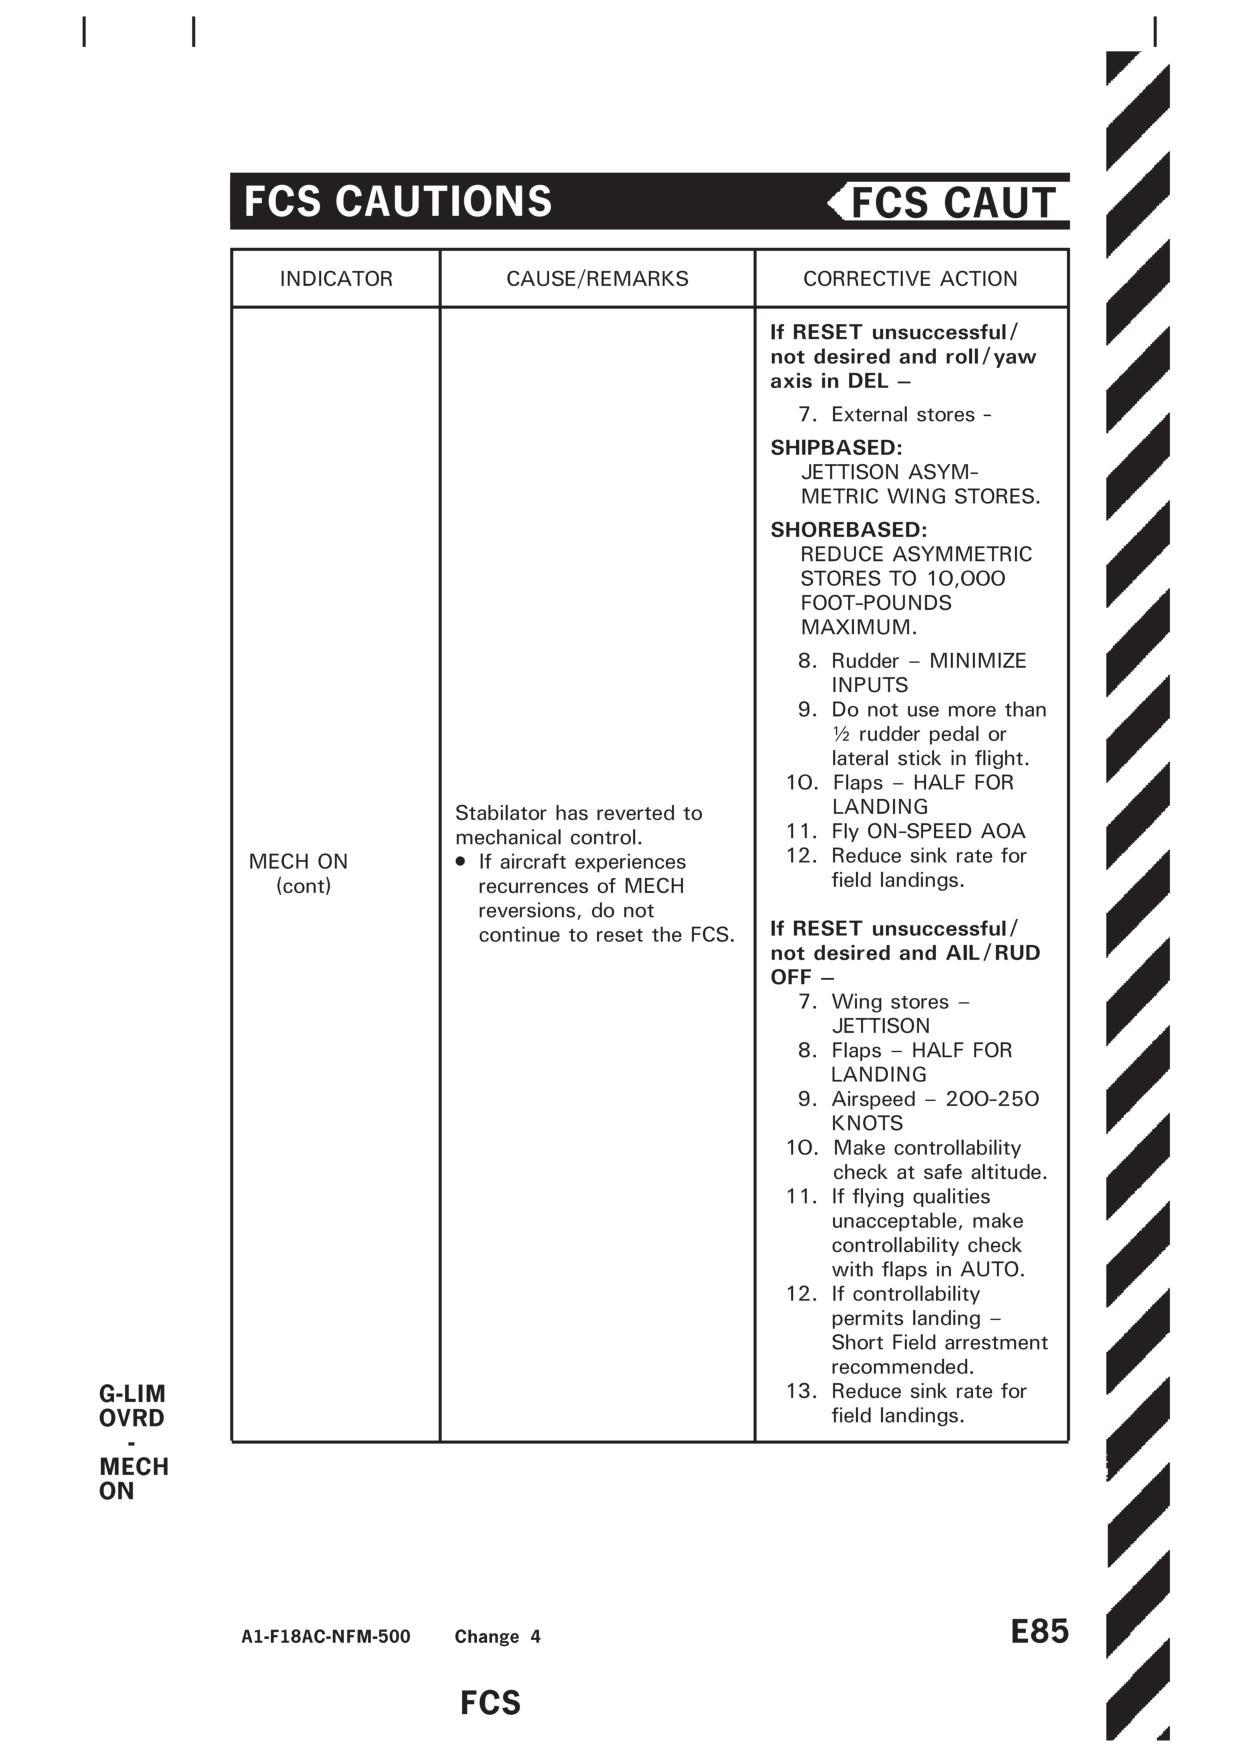 FCS CAUTIONS
FCS CAUT
INDICATOR
CAUSE/REMARKS
CORRECTIVE ACTION
MECH ON
(cont)
Stabilator has reverted to
mechanical control.
● If aircraft experiences
recurrences of MECH
reversions, do not
continue to reset the FCS.
If RESET unsuccessful/
not desired and roll/yaw
axis in DEL –
7. External stores -
SHIPBASED:
JETTISON ASYM-
METRIC WING STORES.
SHOREBASED:
REDUCE ASYMMETRIC
STORES TO 10,000
FOOT-POUNDS
MAXIMUM.
8. Rudder – MINIMIZE
INPUTS
9. Do not use more than
½ rudder pedal or
lateral stick in flight.
10. Flaps – HALF FOR
LANDING
11. Fly ON-SPEED AOA
12. Reduce sink rate for
field landings.
If RESET unsuccessful/
not desired and AIL/RUD
OFF –
7. Wing stores –
JETTISON
8. Flaps – HALF FOR
LANDING
9. Airspeed – 200-250
KNOTS
10. Make controllability
check at safe altitude.
11. If flying qualities
unacceptable, make
controllability check
with flaps in AUTO.
12. If controllability
permits landing –
Short Field arrestment
recommended.
13. Reduce sink rate for
field landings.
G-LIM
OVRD
-
MECH
ON
A1-F18AC-NFM-500 Change 4
E85
FCS